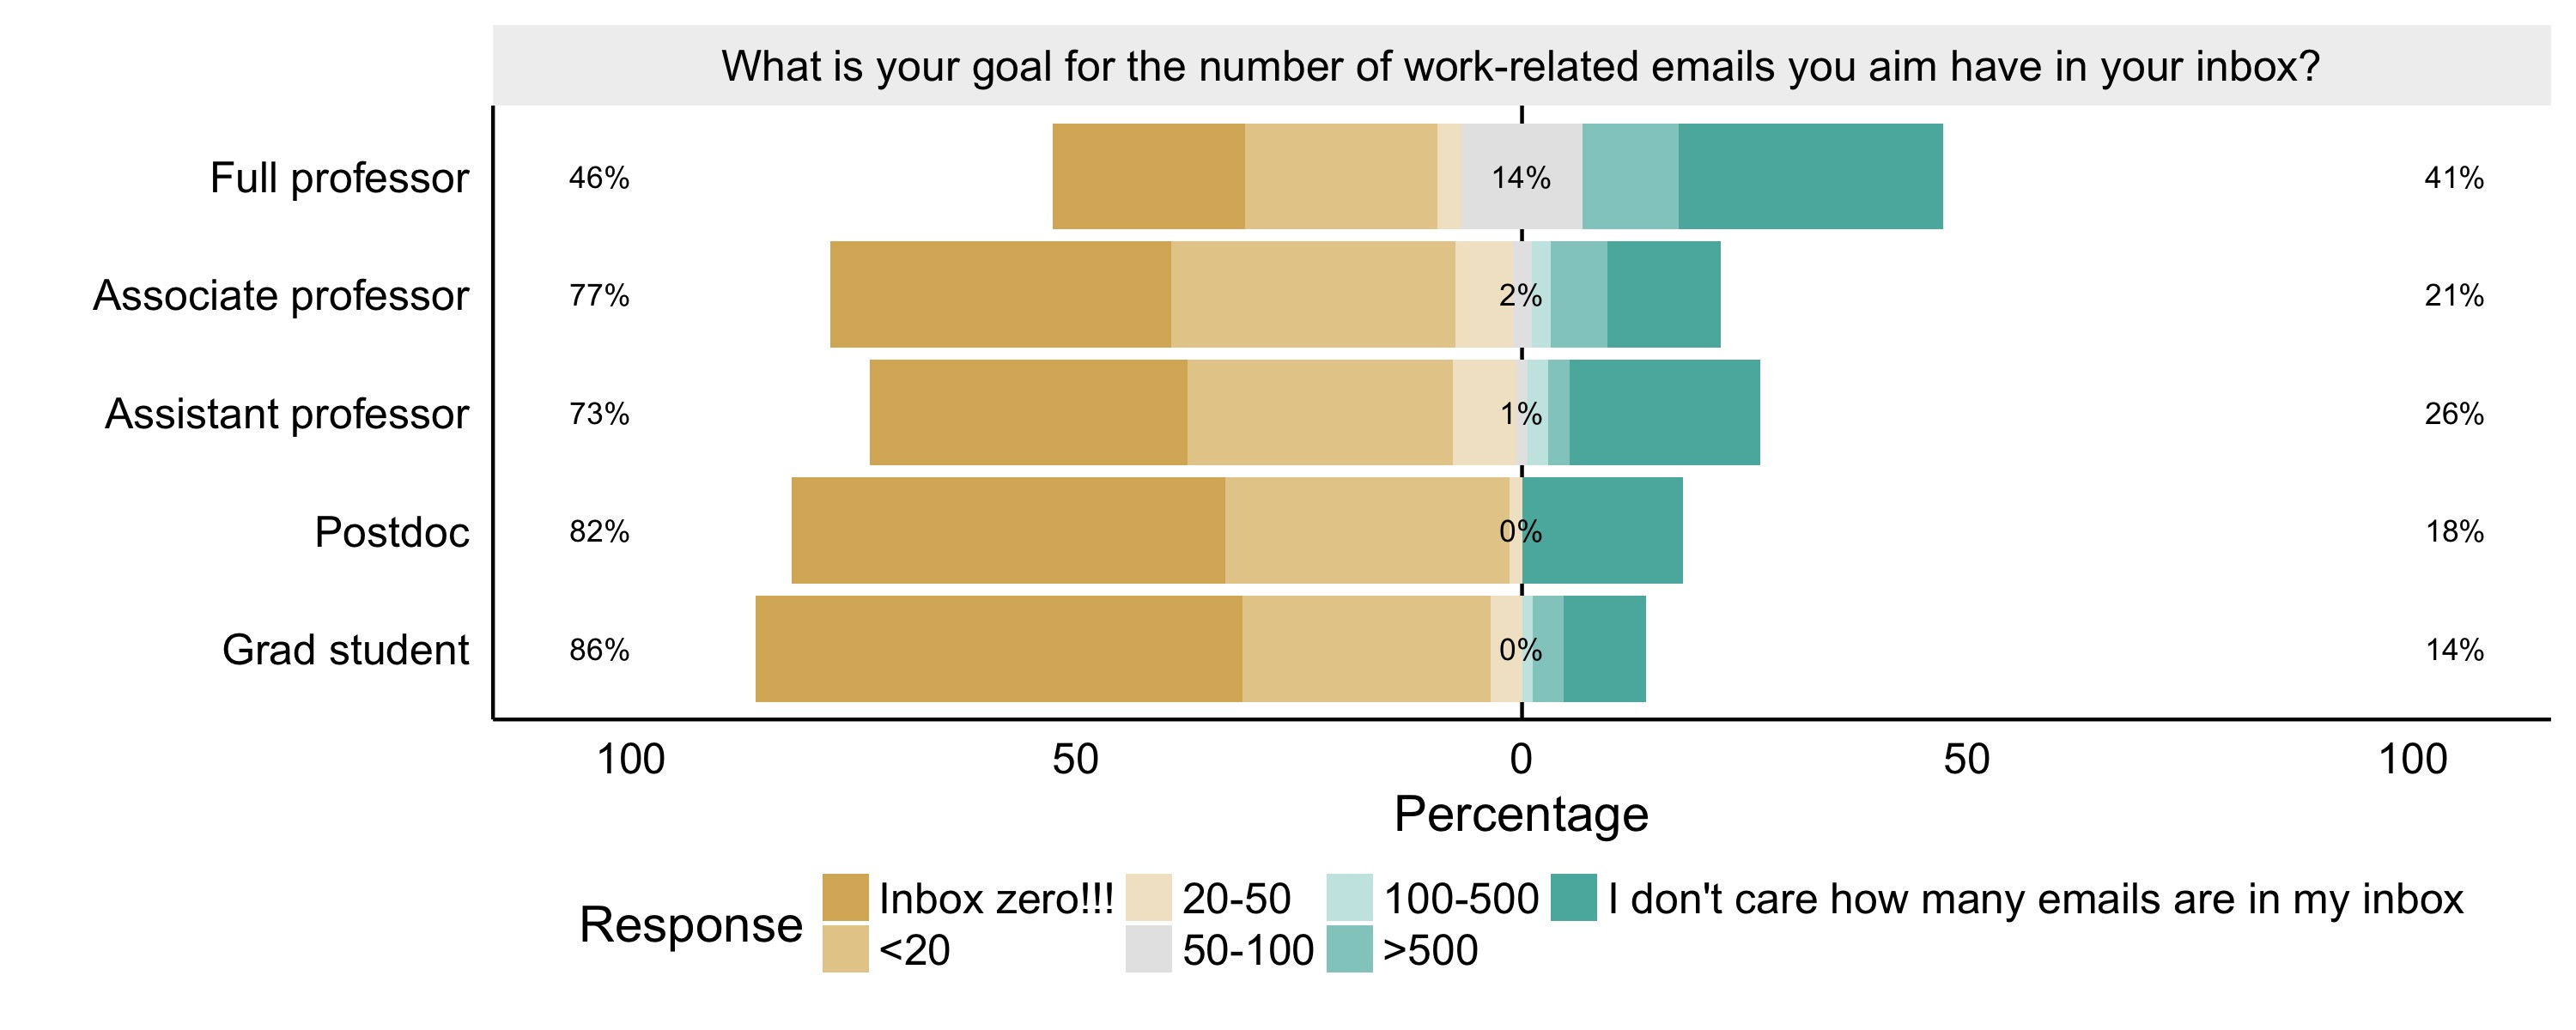 What is your goal for the number of work-related emails you aim have in your inbox?
Full professor 46% 14% 41%
Associate professor 77% 2% 21%
Assistant professor 73% 1% 26%
Postdoc 82% 0% 18%
Grad student 86% 0% 14%
100 50 0 50 100
Percentage
Response
Inbox zero!!! 20-50 100-500 I don't care how many emails are in my inbox
<20 50-100 >500